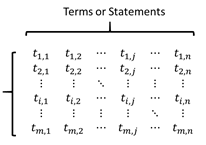 Terms or Statements
t₁,₁ t₁,₂ ⋯ t₁,ⱼ ⋯ t₁,ₙ
t₂,₁ t₂,₂ ⋯ t₂,ⱼ ⋯ t₂,ₙ
⋮ ⋮ ⋱ ⋮ ⋮ ⋮
tᵢ,₁ tᵢ,₂ ⋯ tᵢ,ⱼ ⋯ tᵢ,ₙ
⋮ ⋮ ⋮ ⋮ ⋱ ⋮
tₘ,₁ tₘ,₂ ⋯ tₘ,ⱼ ⋯ tₘ,ₙ